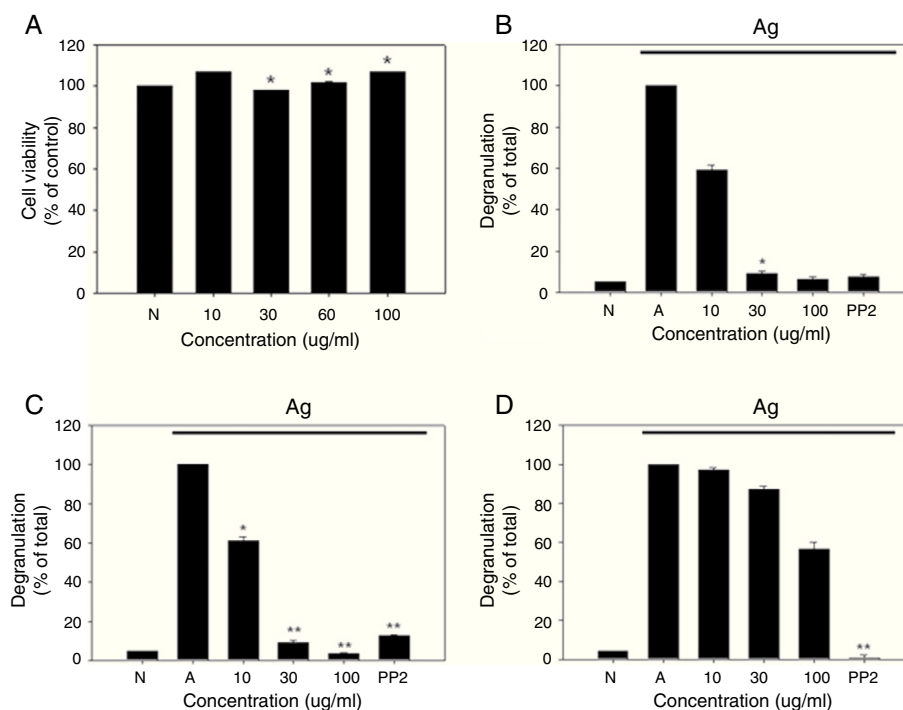 A
120
100
80
60
40
20
0
Cell viability
(% of control)
*
*
*
N 10 30 60 100
Concentration (ug/ml)
B
Ag
120
100
80
60
40
20
0
Degranulation
(% of total)
*
N A 10 30 100 PP2
Concentration (ug/ml)
C
Ag
120
100
80
60
40
20
0
Degranulation
(% of total)
*
**
**
**
N A 10 30 100 PP2
Concentration (ug/ml)
D
Ag
120
100
80
60
40
20
0
Degranulation
(% of total)
**
N A 10 30 100 PP2
Concentration (ug/ml)